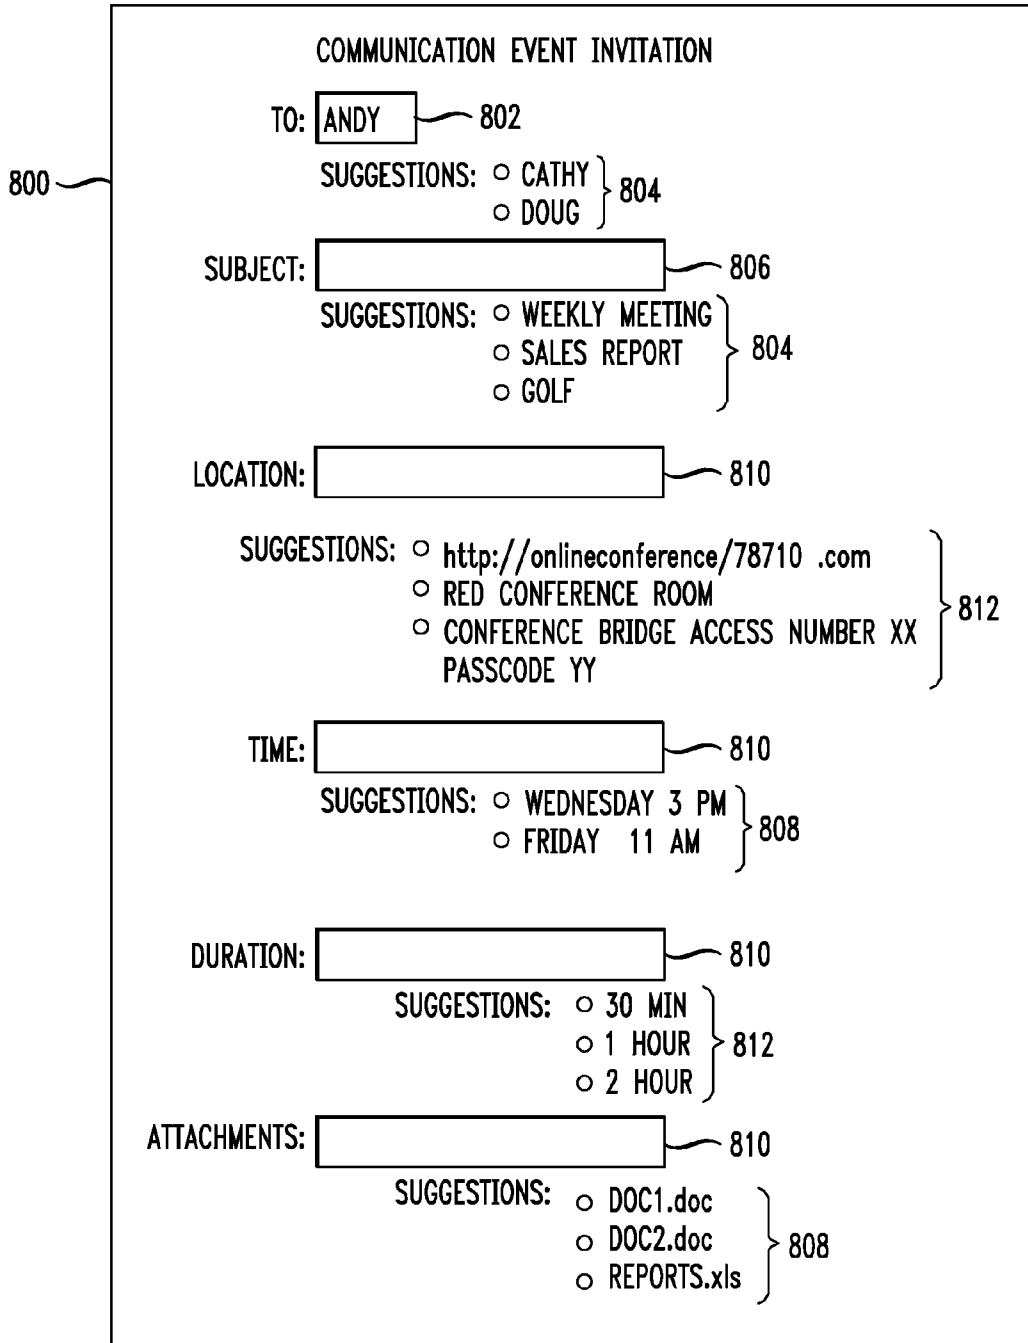 COMMUNICATION EVENT INVITATION
TO: ANDY 802
800
SUGGESTIONS: CATHY
DOUG
804
SUBJECT: 806
SUGGESTIONS: WEEKLY MEETING
SALES REPORT
GOLF
804
LOCATION: 810
SUGGESTIONS: http://onlineconference/78710 .com
RED CONFERENCE ROOM
CONFERENCE BRIDGE ACCESS NUMBER XX
PASSCODE YY
812
TIME: 810
SUGGESTIONS: WEDNESDAY 3 PM
FRIDAY 11 AM
808
DURATION: 810
SUGGESTIONS: 30 MIN
1 HOUR
2 HOUR
812
ATTACHMENTS: 810
SUGGESTIONS: DOC1.doc
DOC2.doc
REPORTS.xls
808